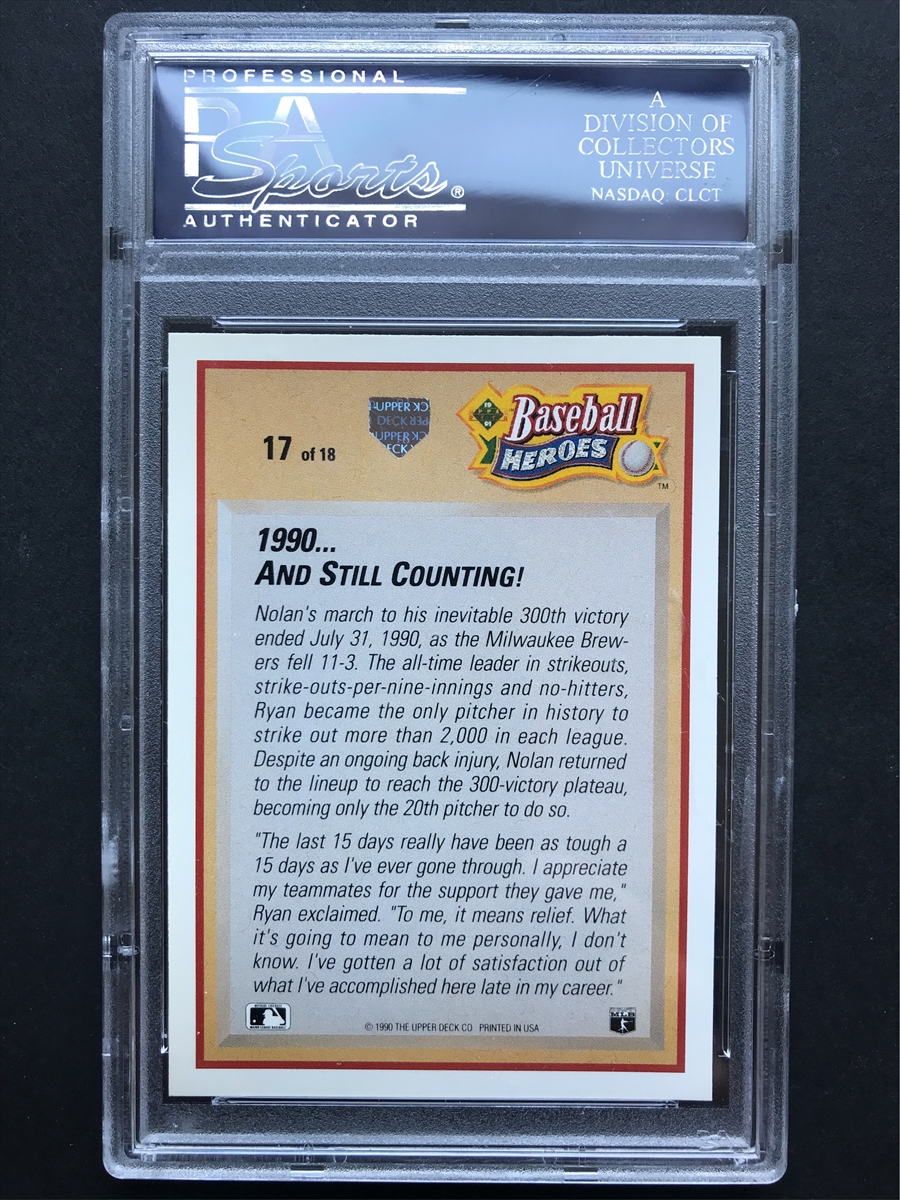 PROFESSIONAL
PSA
Sports®
AUTHENTICATOR
A
DIVISION OF
COLLECTORS
UNIVERSE
NASDAQ: CLCT
17 of 18
UPPER
DECK
UPPER
DECK
19
91
Baseball
HEROES
TM
1990...
AND STILL COUNTING!
Nolan's march to his inevitable 300th victory
ended July 31, 1990, as the Milwaukee Brew-
ers fell 11-3. The all-time leader in strikeouts,
strike-outs-per-nine-innings and no-hitters,
Ryan became the only pitcher in history to
strike out more than 2,000 in each league.
Despite an ongoing back injury, Nolan returned
to the lineup to reach the 300-victory plateau,
becoming only the 20th pitcher to do so.
"The last 15 days really have been as tough a
15 days as I've ever gone through. I appreciate
my teammates for the support they gave me,"
Ryan exclaimed. "To me, it means relief. What
it's going to mean to me personally, I don't
know. I've gotten a lot of satisfaction out of
what I've accomplished here late in my career."
© 1990 THE UPPER DECK CO. PRINTED IN USA